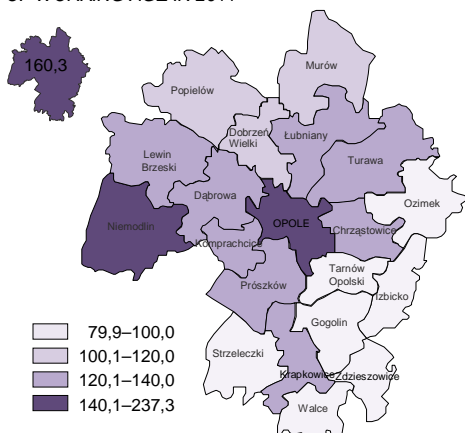 160,3
Murów
Popielów
Dobrzeń
Wielki
Łubniany
Lewin
Brzeski
Turawa
Dąbrowa
Ozimek
Niemodlin
OPOLE
Chrząstowice
Komprachcice
Tarnów
Opolski
Prószków
Izbicko
Gogolin
Strzeleczki
Krapkowice
Zdzieszowice
Walce
79,9–100,0
100,1–120,0
120,1–140,0
140,1–237,3